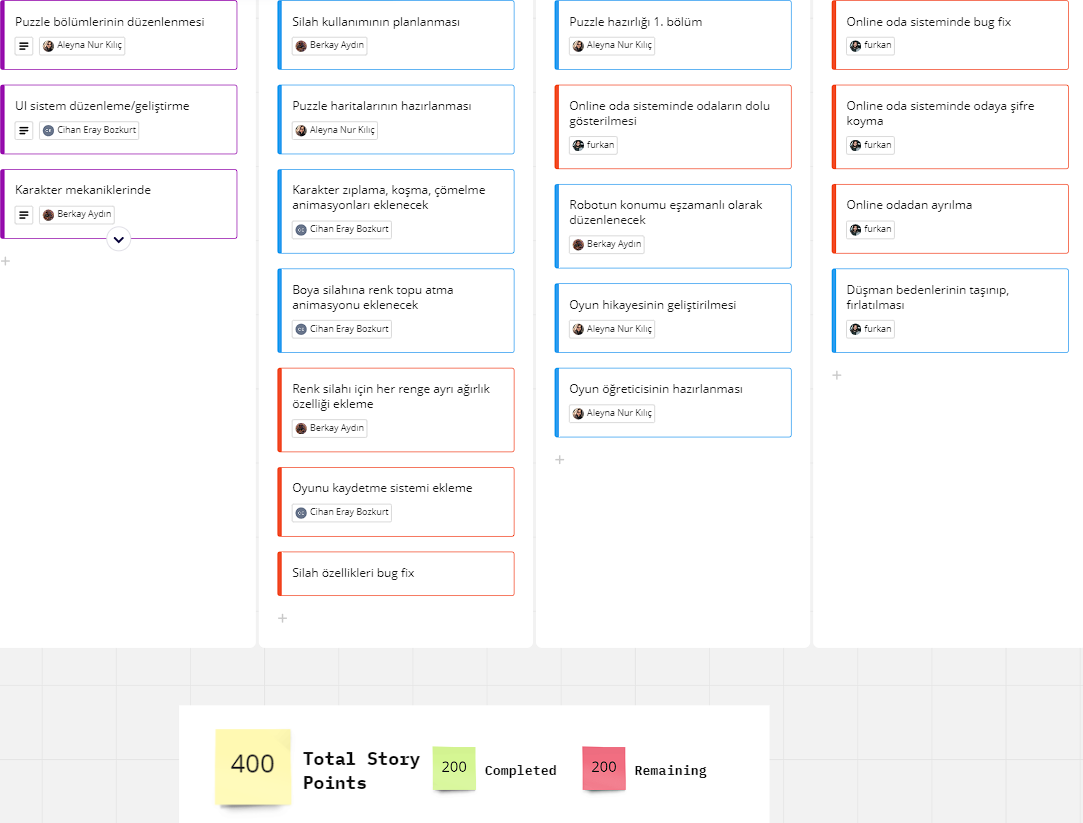 Puzzle bölümlerinin düzenlenmesi
Aleyna Nur Kılıç
UI sistem düzenleme/geliştirme
Cihan Eray Bozkurt
Karakter mekaniklerinde
Berkay Aydın
Silah kullanımının planlanması
Berkay Aydın
Puzzle haritalarının hazırlanması
Aleyna Nur Kılıç
Karakter zıplama, koşma, çömelme
animasyonları eklenecek
Cihan Eray Bozkurt
Boya silahına renk topu atma
animasyonu eklenecek
Cihan Eray Bozkurt
Renk silahı için her renge ayrı ağırlık
özelliği ekleme
Berkay Aydın
Oyunu kaydetme sistemi ekleme
Cihan Eray Bozkurt
Silah özellikleri bug fix
Puzzle hazırlığı 1. bölüm
Aleyna Nur Kılıç
Online oda sisteminde odaların dolu
gösterilmesi
furkan
Robotun konumu eşzamanlı olarak
düzenlenecek
Berkay Aydın
Oyun hikayesinin geliştirilmesi
Aleyna Nur Kılıç
Oyun öğreticisinin hazırlanması
Aleyna Nur Kılıç
Online oda sisteminde bug fix
furkan
Online oda sisteminde odaya şifre
koyma
furkan
Online odadan ayrılma
furkan
Düşman bedenlerinin taşınıp,
fırlatılması
furkan
400
Total Story
Points
200
Completed
200
Remaining